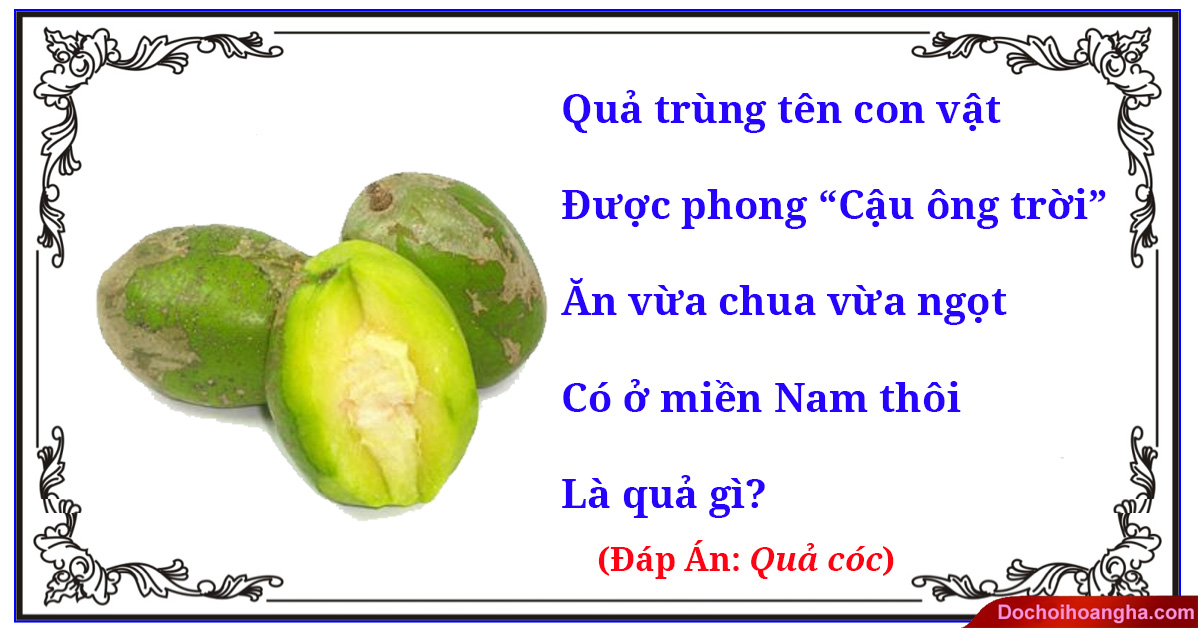 Quả trùng tên con vật
Được phong “Cậu ông trời”
Ăn vừa chua vừa ngọt
Có ở miền Nam thôi
Là quả gì?
(Đáp Án: Quả cóc)
Dochoihoangha.com